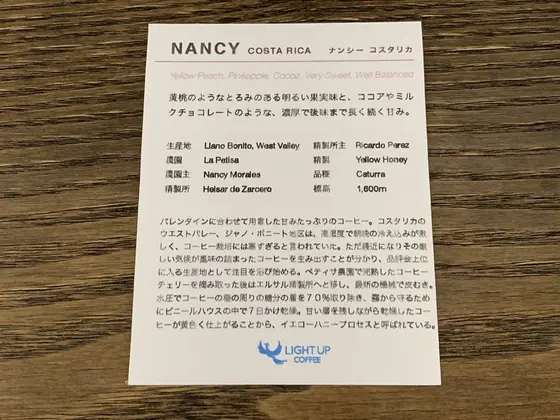 NANCY COSTA RICA ナンシー コスタリカ
Yellow Peach, Pineapple, Cocoa, Very Sweet, Well Balanced
黄桃のようなとろみのある明るい果実味と、ココアやミル
クチョコレートのような、濃厚で後味まで長く続く甘み。
生産地 Llano Bonito, West Valley 精製所主 Ricardo Perez
農園 La Petisa 精製 Yellow Honey
農園主 Nancy Morales 品種 Caturra
精製所 Helsar de Zarcero 標高 1,600m
バレンタインに合わせて用意した甘みたっぷりのコーヒー。コスタリカの
ウエストバレー、ジャノ・ボニート地区は、高湿度で朝晩の冷え込みが激
しく、コーヒー栽培には寒すぎると言われていた。ただ最近になりその厳
しい気候が風味の詰まったコーヒーを生み出すことが分かり、品評会上位
に入る生産地として注目を浴び始める。ペティサ農園で完熟したコーヒー
チェリーを摘み取った後はエルサル精製所へと移し、最新の機械で皮むき。
水圧でコーヒーの種の周りの糖分の層を70%取り除き、霧から守るため
にビニールハウスの中で7日かけ乾燥。甘い層を残しながら乾燥したコー
ヒーが黄色く仕上がることから、イエローハニープロセスと呼ばれている。
LIGHT UP
COFFEE